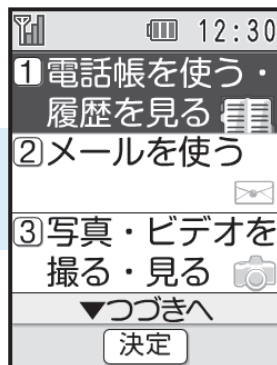 12:30
1電話帳を使う・
履歴を見る
2メールを使う
3写真・ビデオを
撮る・見る
▼つづきへ
決定